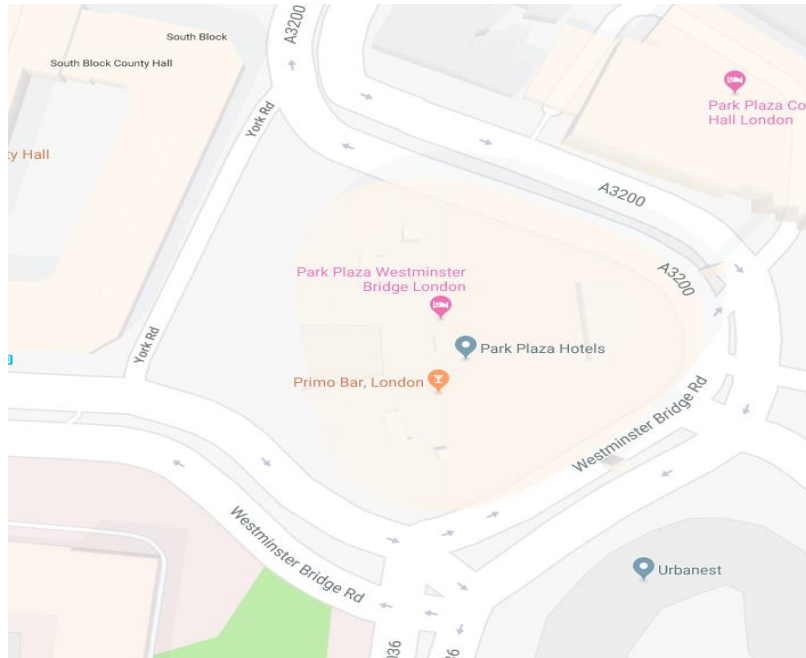 South Block
A3200
South Block County Hall
Park Plaza Co
Hall London
York Rd
ty Hall
A3200
Park Plaza Westminster
Bridge London
A3200
Park Plaza Hotels
York Rd
Primo Bar, London
Westminster Bridge Rd
Westminster Bridge Rd
Urbanest
036
36